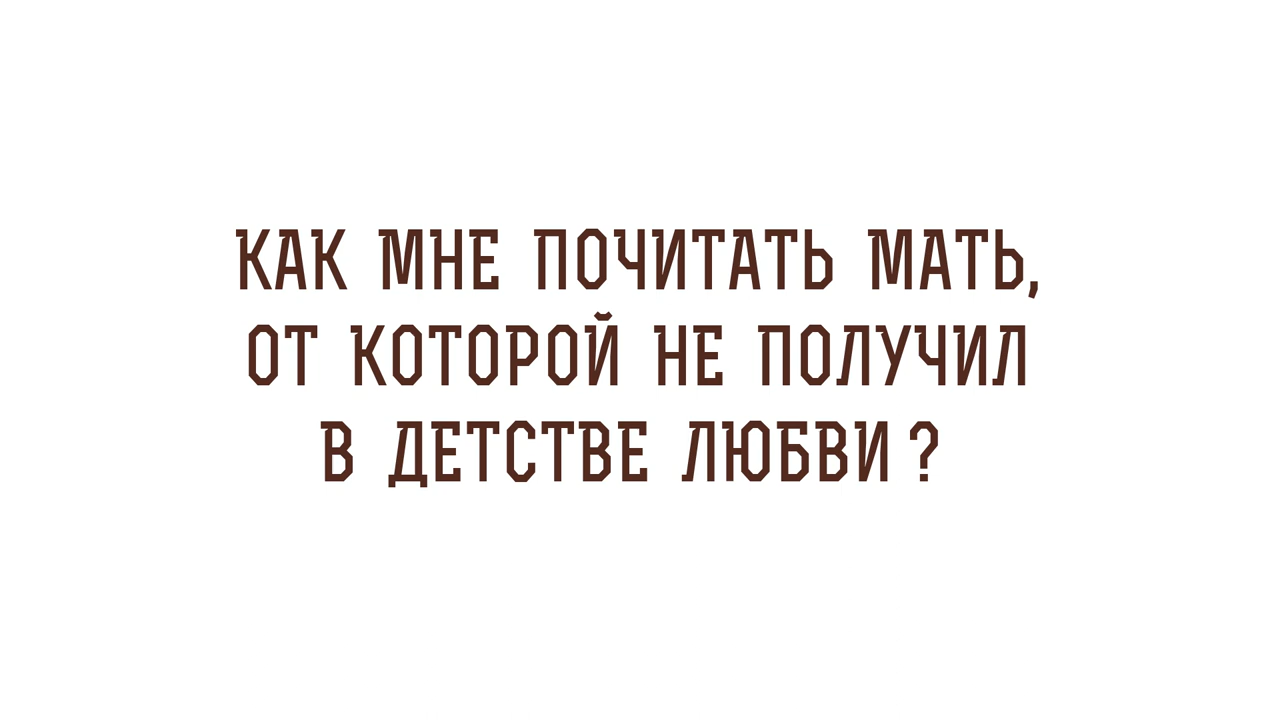 КАК МНЕ ПОЧИТАТЬ МАТЬ,
ОТ КОТОРОЙ НЕ ПОЛУЧИЛ
В ДЕТСТВЕ ЛЮБВИ ?